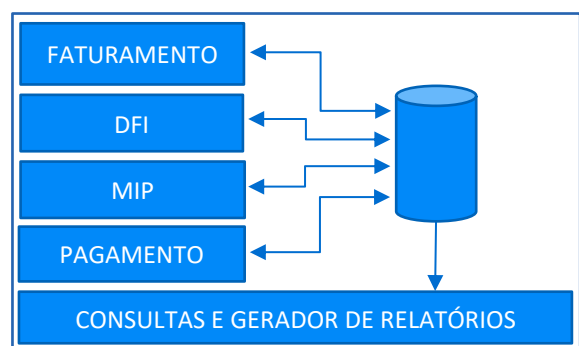 FATURAMENTO
DFI
MIP
PAGAMENTO
CONSULTAS E GERADOR DE RELATÓRIOS